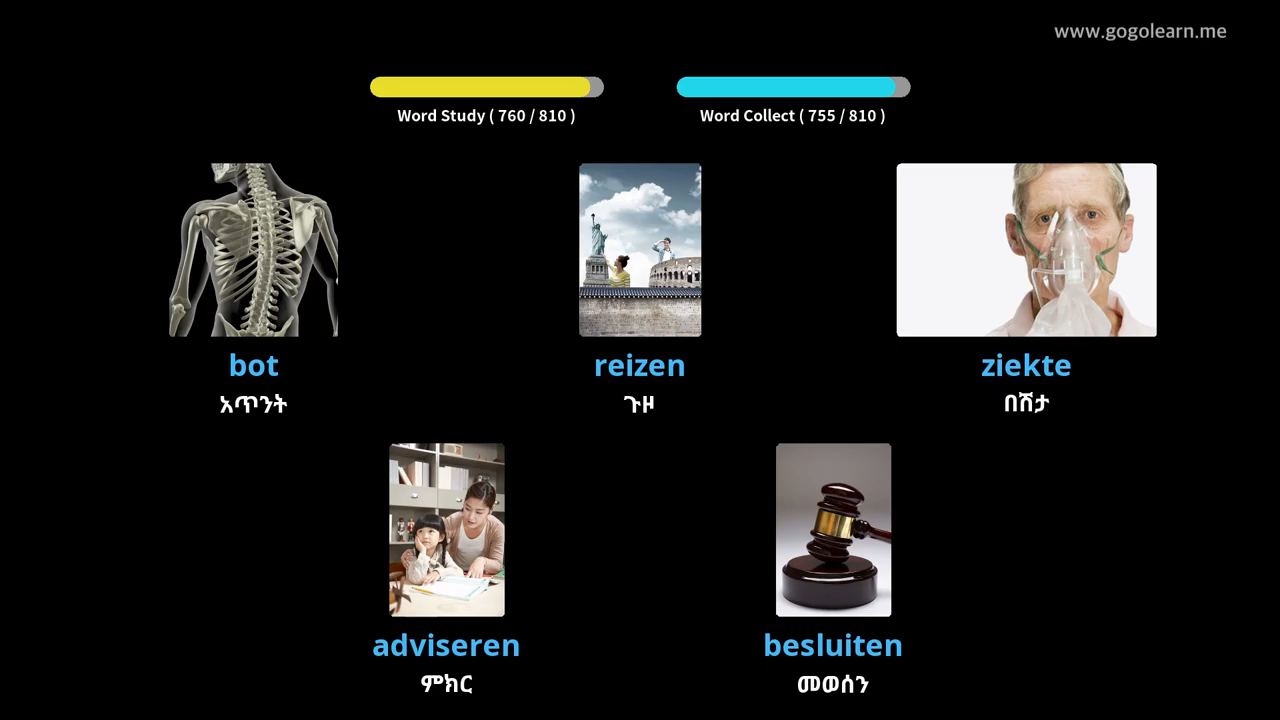 www.gogolearn.me
Word Study ( 760 / 810 )
Word Collect ( 755 / 810 )
bot
አጥንት
reizen
ጉዞ
ziekte
በሽታ
adviseren
ምክር
besluiten
መወሰን